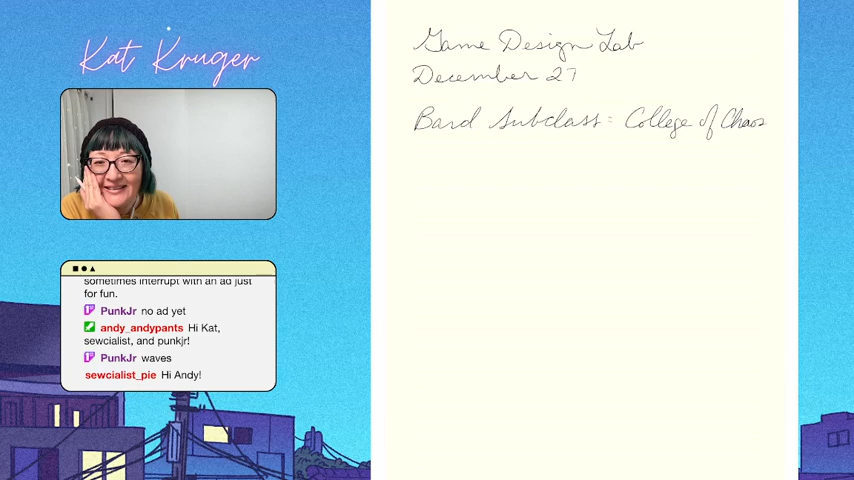 Kat Kruger
sometimes interrupt with an ad just
for fun.
PunkJr no ad yet
andy_andypants Hi Kat,
sewcialist, and punkjr!
PunkJr waves
sewcialist_pie Hi Andy!
Game Design Lab
December 27
Bard Subclass: College of Chaos